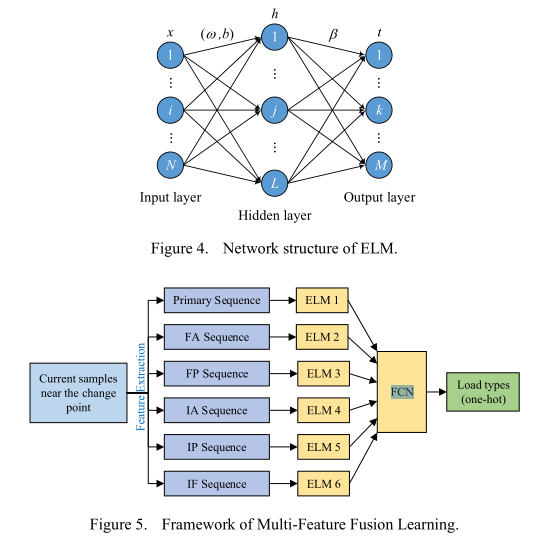 h
x (ω,b) β t
1 1 1
⋮ ⋮ ⋮
i j k
⋮ ⋮ ⋮
N L M
Input layer Hidden layer Output layer
Figure 4. Network structure of ELM.
Current samples
near the change
point
Feature Extraction
Primary Sequence ELM 1
FA Sequence ELM 2
FP Sequence ELM 3
IA Sequence ELM 4
IP Sequence ELM 5
IF Sequence ELM 6
FCN
Load types
(one-hot)
Figure 5. Framework of Multi-Feature Fusion Learning.